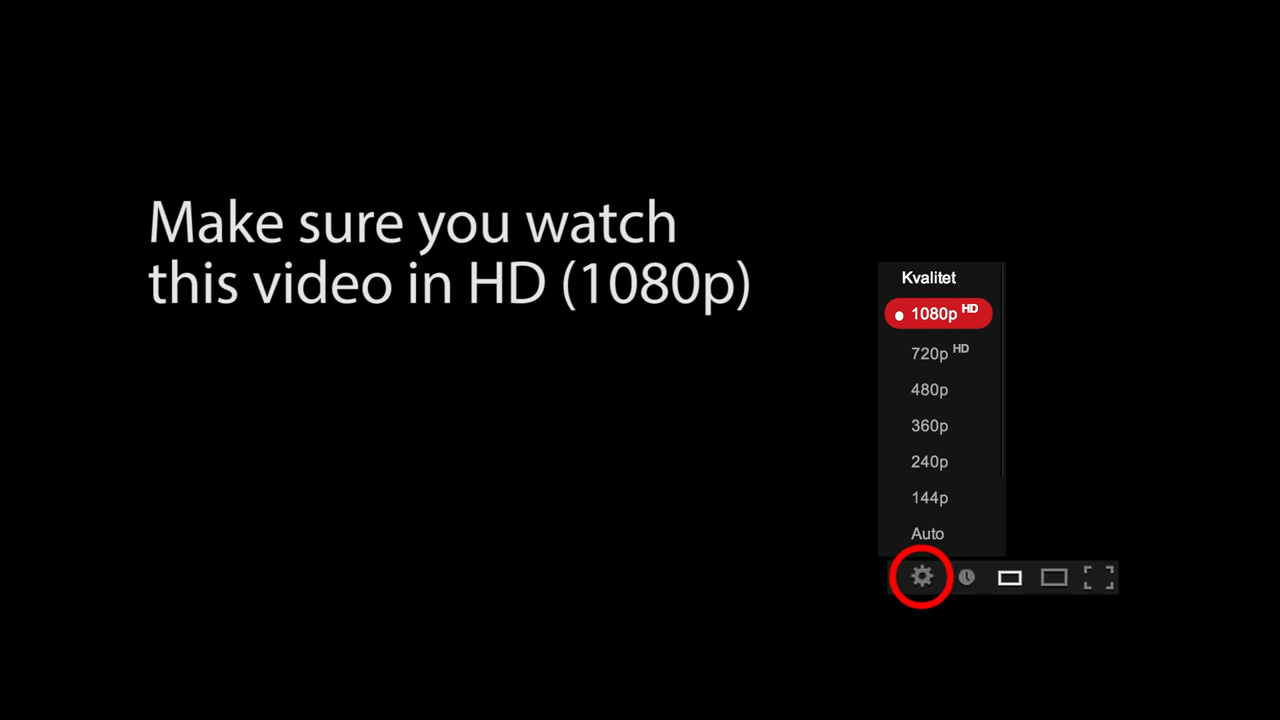 Make sure you watch
this video in HD (1080p)
Kvalitet
1080p HD
720p HD
480p
360p
240p
144p
Auto